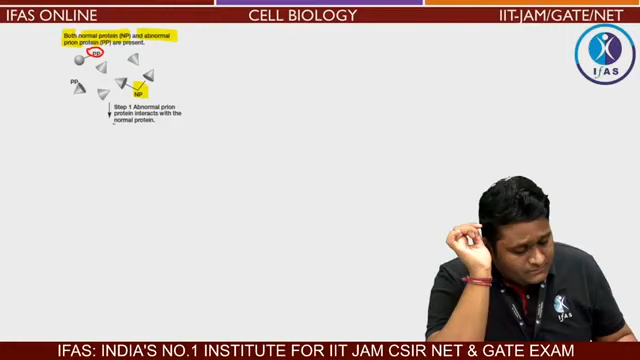 IFAS ONLINE CELL BIOLOGY IIT-JAM/GATE/NET
Both normal protein (NP) and abnormal
prion protein (PP) are present.
PP
PP
NP
Step 1 Abnormal prion
protein interacts with the
normal protein.
iFAS
iFAS
IFAS: INDIA'S NO.1 INSTITUTE FOR IIT JAM CSIR NET & GATE EXAM